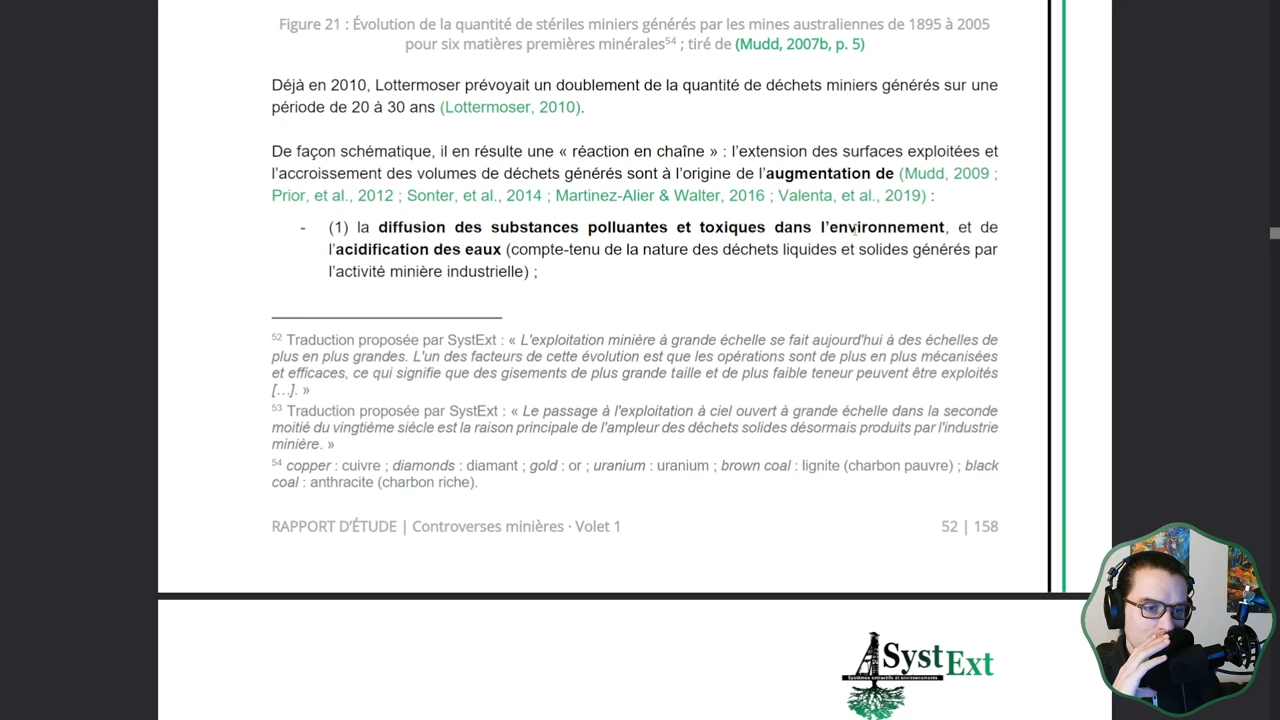 Figure 21 : Évolution de la quantité de stériles miniers générés par les mines australiennes de 1895 à 2005
pour six matières premières minérales⁵⁴ ; tiré de (Mudd, 2007b, p. 5)
Déjà en 2010, Lottermoser prévoyait un doublement de la quantité de déchets miniers générés sur une
période de 20 à 30 ans (Lottermoser, 2010).
De façon schématique, il en résulte une « réaction en chaîne » : l’extension des surfaces exploitées et
l’accroissement des volumes de déchets générés sont à l’origine de l’augmentation de (Mudd, 2009 ;
Prior, et al., 2012 ; Sonter, et al., 2014 ; Martinez-Alier & Walter, 2016 ; Valenta, et al., 2019) :
- (1) la diffusion des substances polluantes et toxiques dans l’environnement, et de
l’acidification des eaux (compte-tenu de la nature des déchets liquides et solides générés par
l’activité minière industrielle) ;
⁵² Traduction proposée par SystExt : « L'exploitation minière à grande échelle se fait aujourd'hui à des échelles de
plus en plus grandes. L'un des facteurs de cette évolution est que les opérations sont de plus en plus mécanisées
et efficaces, ce qui signifie que des gisements de plus grande taille et de plus faible teneur peuvent être exploités
[…]. »
⁵³ Traduction proposée par SystExt : « Le passage à l'exploitation à ciel ouvert à grande échelle dans la seconde
moitié du vingtième siècle est la raison principale de l'ampleur des déchets solides désormais produits par l'industrie
minière. »
⁵⁴ copper : cuivre ; diamonds : diamant ; gold : or ; uranium : uranium ; brown coal : lignite (charbon pauvre) ; black
coal : anthracite (charbon riche).
RAPPORT D’ÉTUDE | Controverses minières · Volet 1
52 | 158
SystExt
Systèmes extractifs et environnements